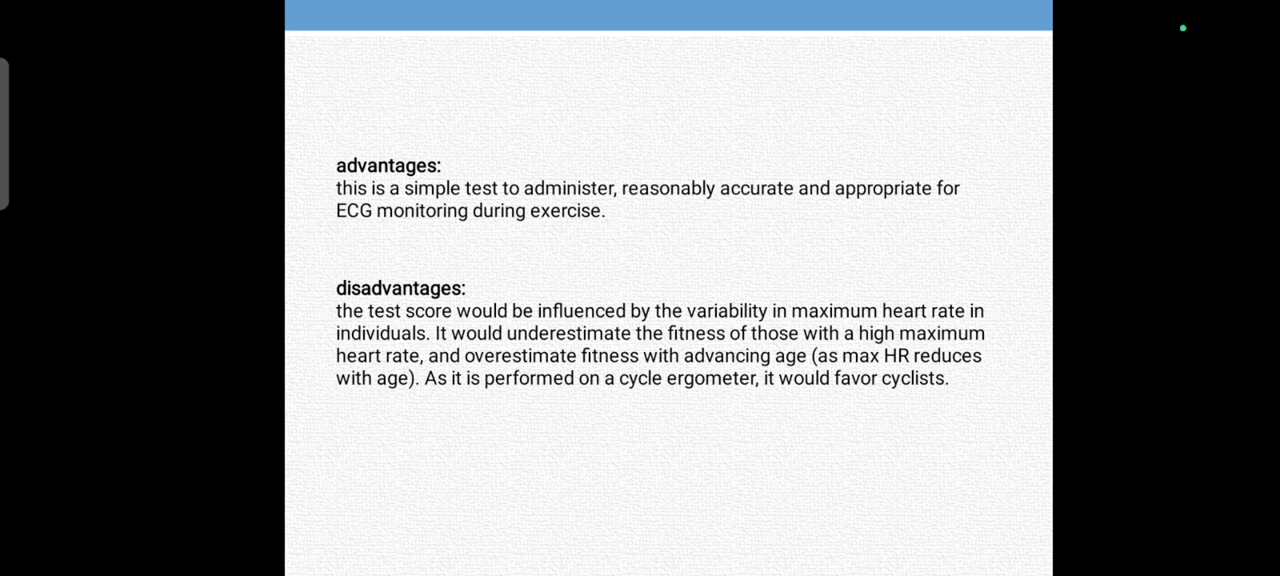 advantages:
this is a simple test to administer, reasonably accurate and appropriate for
ECG monitoring during exercise.
disadvantages:
the test score would be influenced by the variability in maximum heart rate in
individuals. It would underestimate the fitness of those with a high maximum
heart rate, and overestimate fitness with advancing age (as max HR reduces
with age). As it is performed on a cycle ergometer, it would favor cyclists.